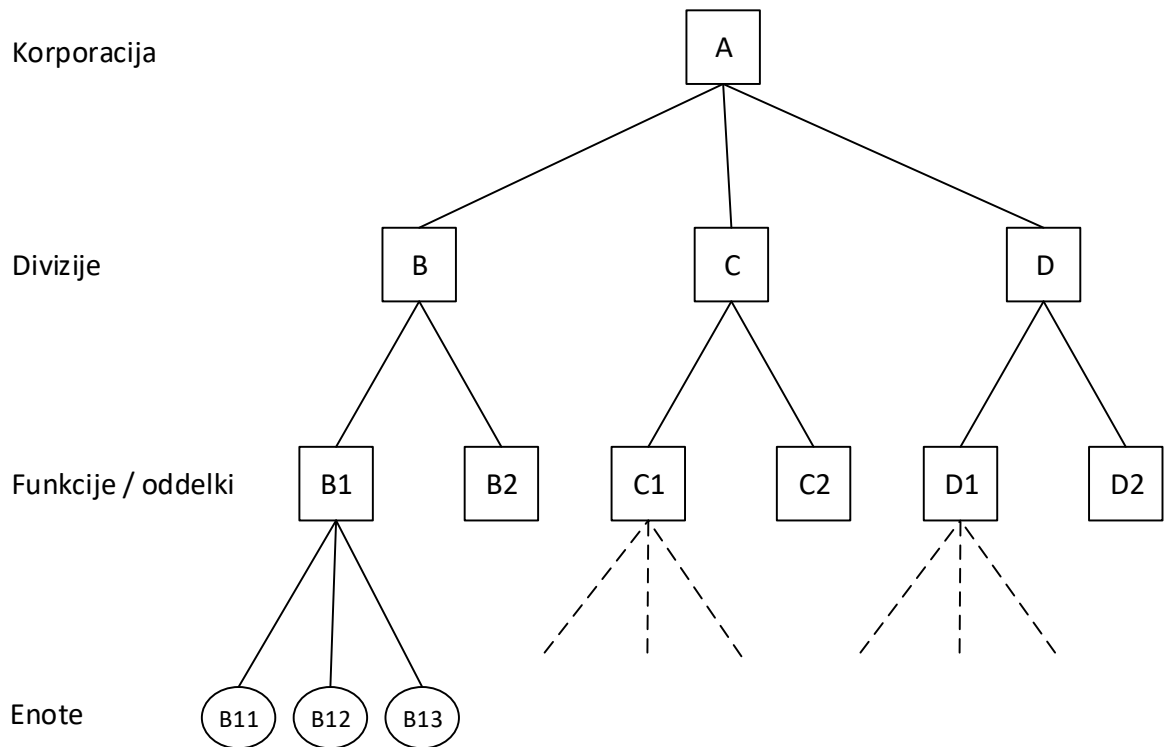 Korporacija
A
Divizije
B
C
D
Funkcije / oddelki
B1
B2
C1
C2
D1
D2
Enote
B11
B12
B13